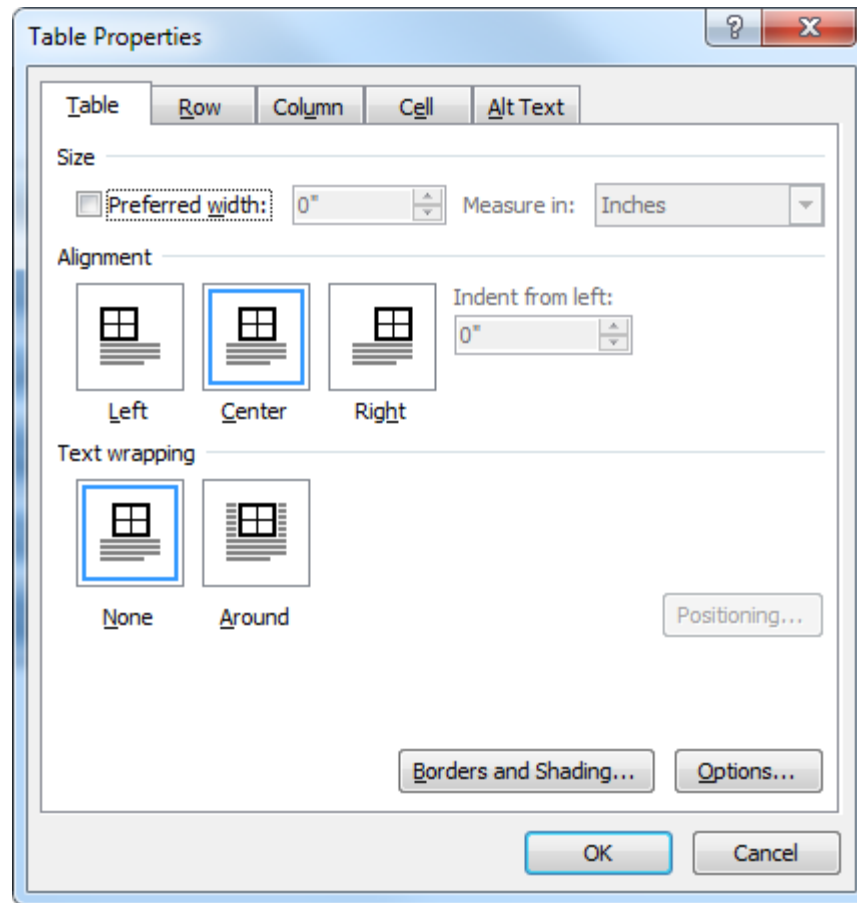 Table Properties
?
Table Row Column Cell Alt Text
Size
Preferred width: 0" Measure in: Inches
Alignment
Indent from left:
0"
Left Center Right
Text wrapping
None Around
Positioning...
Borders and Shading... Options...
OK Cancel